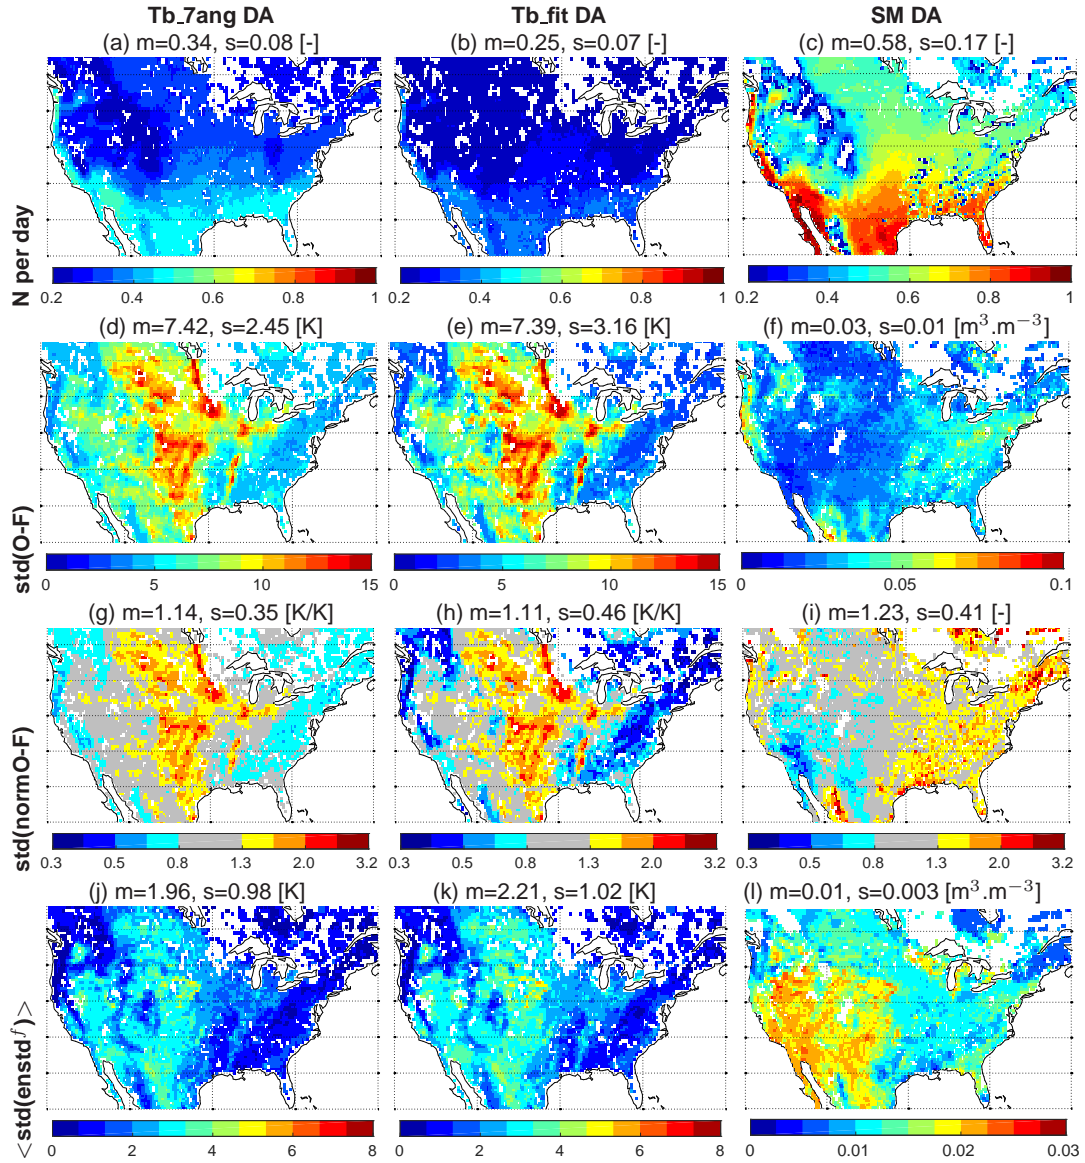 Tb_7ang DA Tb_fit DA SM DA
(a) m=0.34, s=0.08 [-] (b) m=0.25, s=0.07 [-] (c) m=0.58, s=0.17 [-]
N per day
0.2 0.4 0.6 0.8 1 0.2 0.4 0.6 0.8 1 0.2 0.4 0.6 0.8 1
(d) m=7.42, s=2.45 [K] (e) m=7.39, s=3.16 [K] (f) m=0.03, s=0.01 [m³.m⁻³]
std(O-F)
0 5 10 15 0 5 10 15 0 0.05 0.1
(g) m=1.14, s=0.35 [K/K] (h) m=1.11, s=0.46 [K/K] (i) m=1.23, s=0.41 [-]
std(normO-F)
0.3 0.5 0.8 1.3 2.0 3.2 0.3 0.5 0.8 1.3 2.0 3.2 0.3 0.5 0.8 1.3 2.0 3.2
(j) m=1.96, s=0.98 [K] (k) m=2.21, s=1.02 [K] (l) m=0.01, s=0.003 [m³.m⁻³]
<std(enstdᶠ)>
0 2 4 6 8 0 2 4 6 8 0 0.01 0.02 0.03